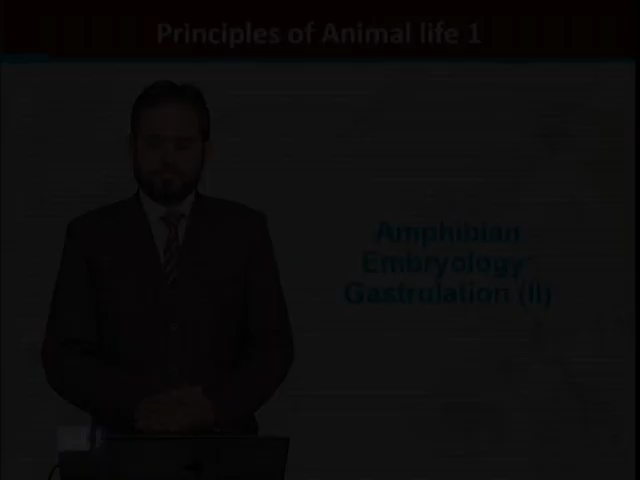 Principles of Animal life 1
Amphibian
Embryology:
Gastrulation (II)